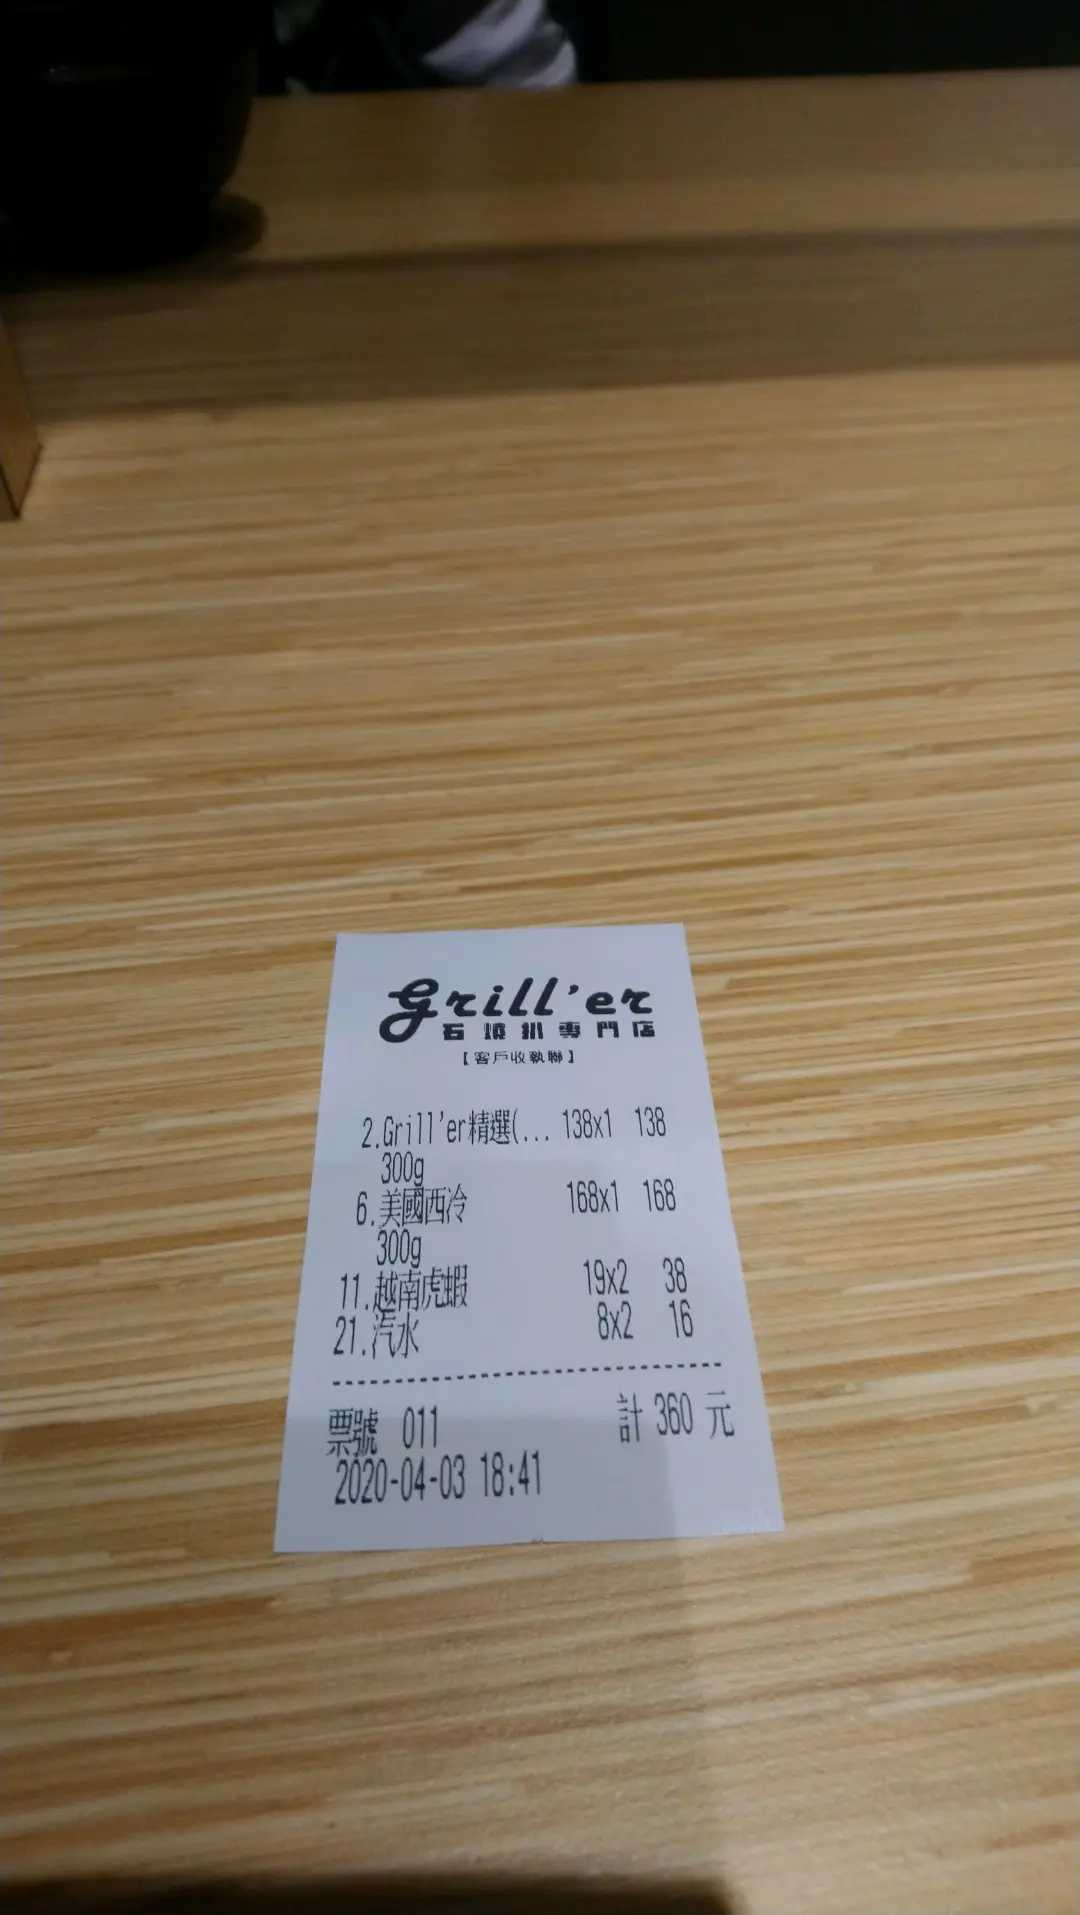 Grill'er
石燒扒專門店
【客戶收執聯】
2.Grill'er精選(... 138x1 138
300g
6.美國西冷 168x1 168
300g
11.越南虎蝦 19x2 38
21.汽水 8x2 16
票號 011 計 360 元
2020-04-03 18:41